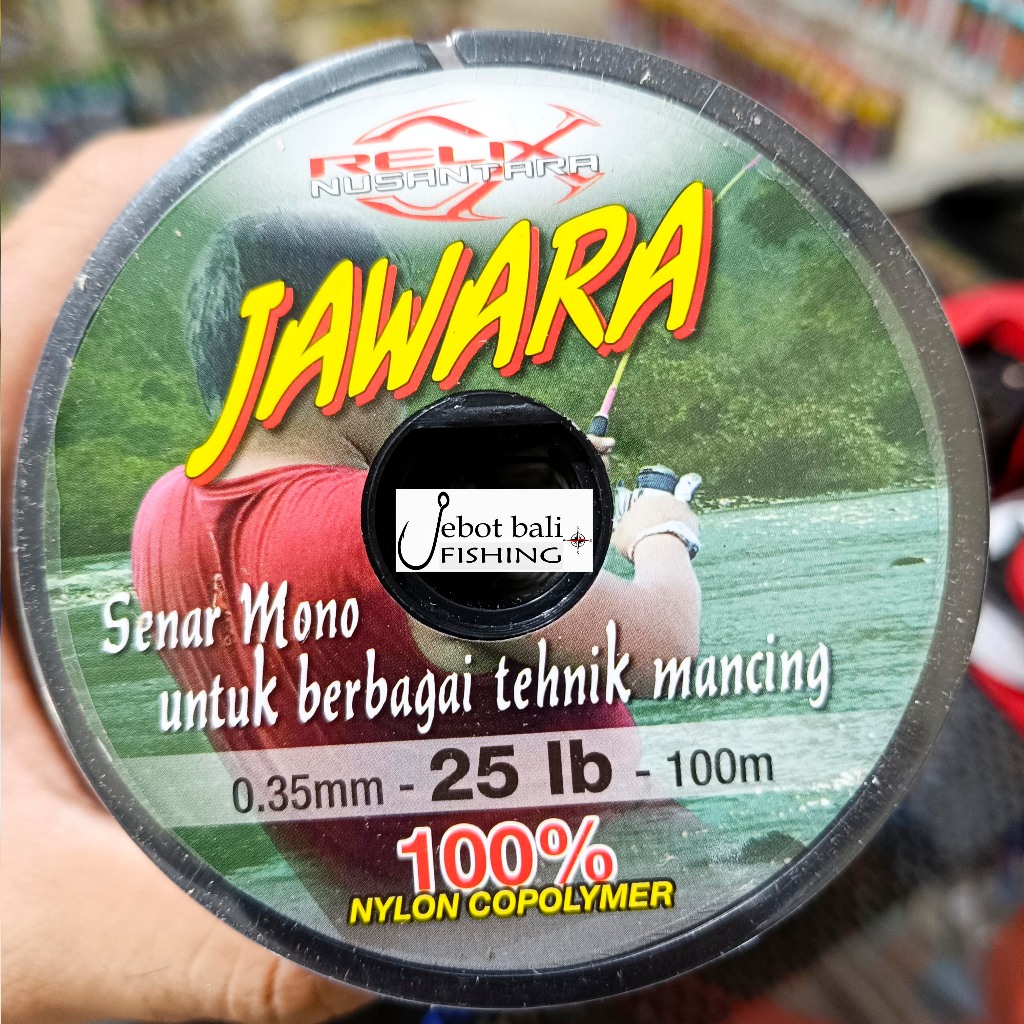 RELIX
NUSANTARA
JAWARA
Jebot bali
FISHING
Senar Mono
untuk berbagai tehnik mancing
0.35mm - 25 lb - 100m
100%
NYLON COPOLYMER